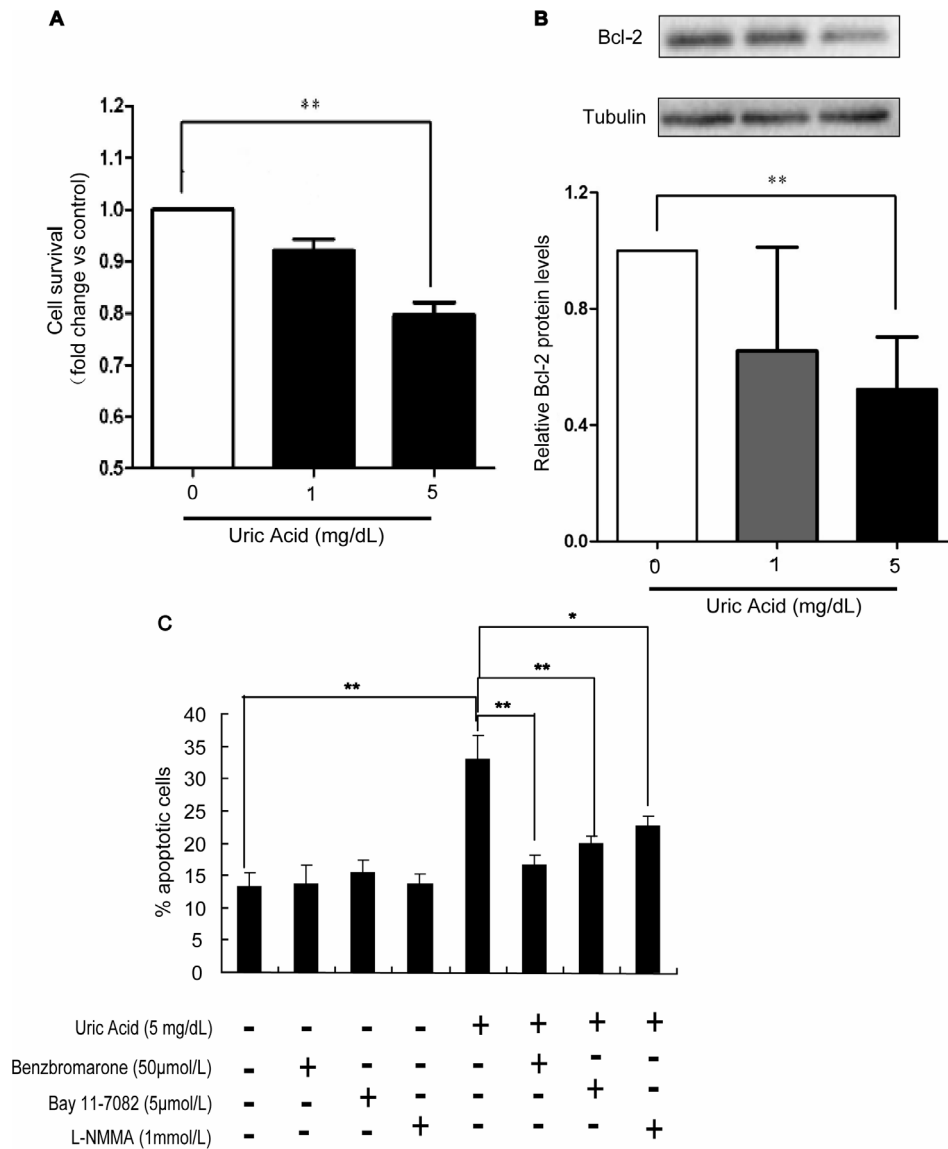 A
**
1.2
1.1
1.0
0.9
0.8
0.7
0.6
0.5
Cell survival
(fold change vs control)
0 1 5
Uric Acid (mg/dL)
B
Bcl-2
Tubulin
**
1.2
0.8
0.4
0.0
Relative Bcl-2 protein levels
0 1 5
Uric Acid (mg/dL)
C
*
**
**
**
40
35
30
25
20
15
10
5
0
% apoptotic cells
Uric Acid (5 mg/dL) - - - - + + + +
Benzbromarone (50µmol/L) - + - - - + - -
Bay 11-7082 (5µmol/L) - - + - - - + -
L-NMMA (1mmol/L) - - - + - - - +